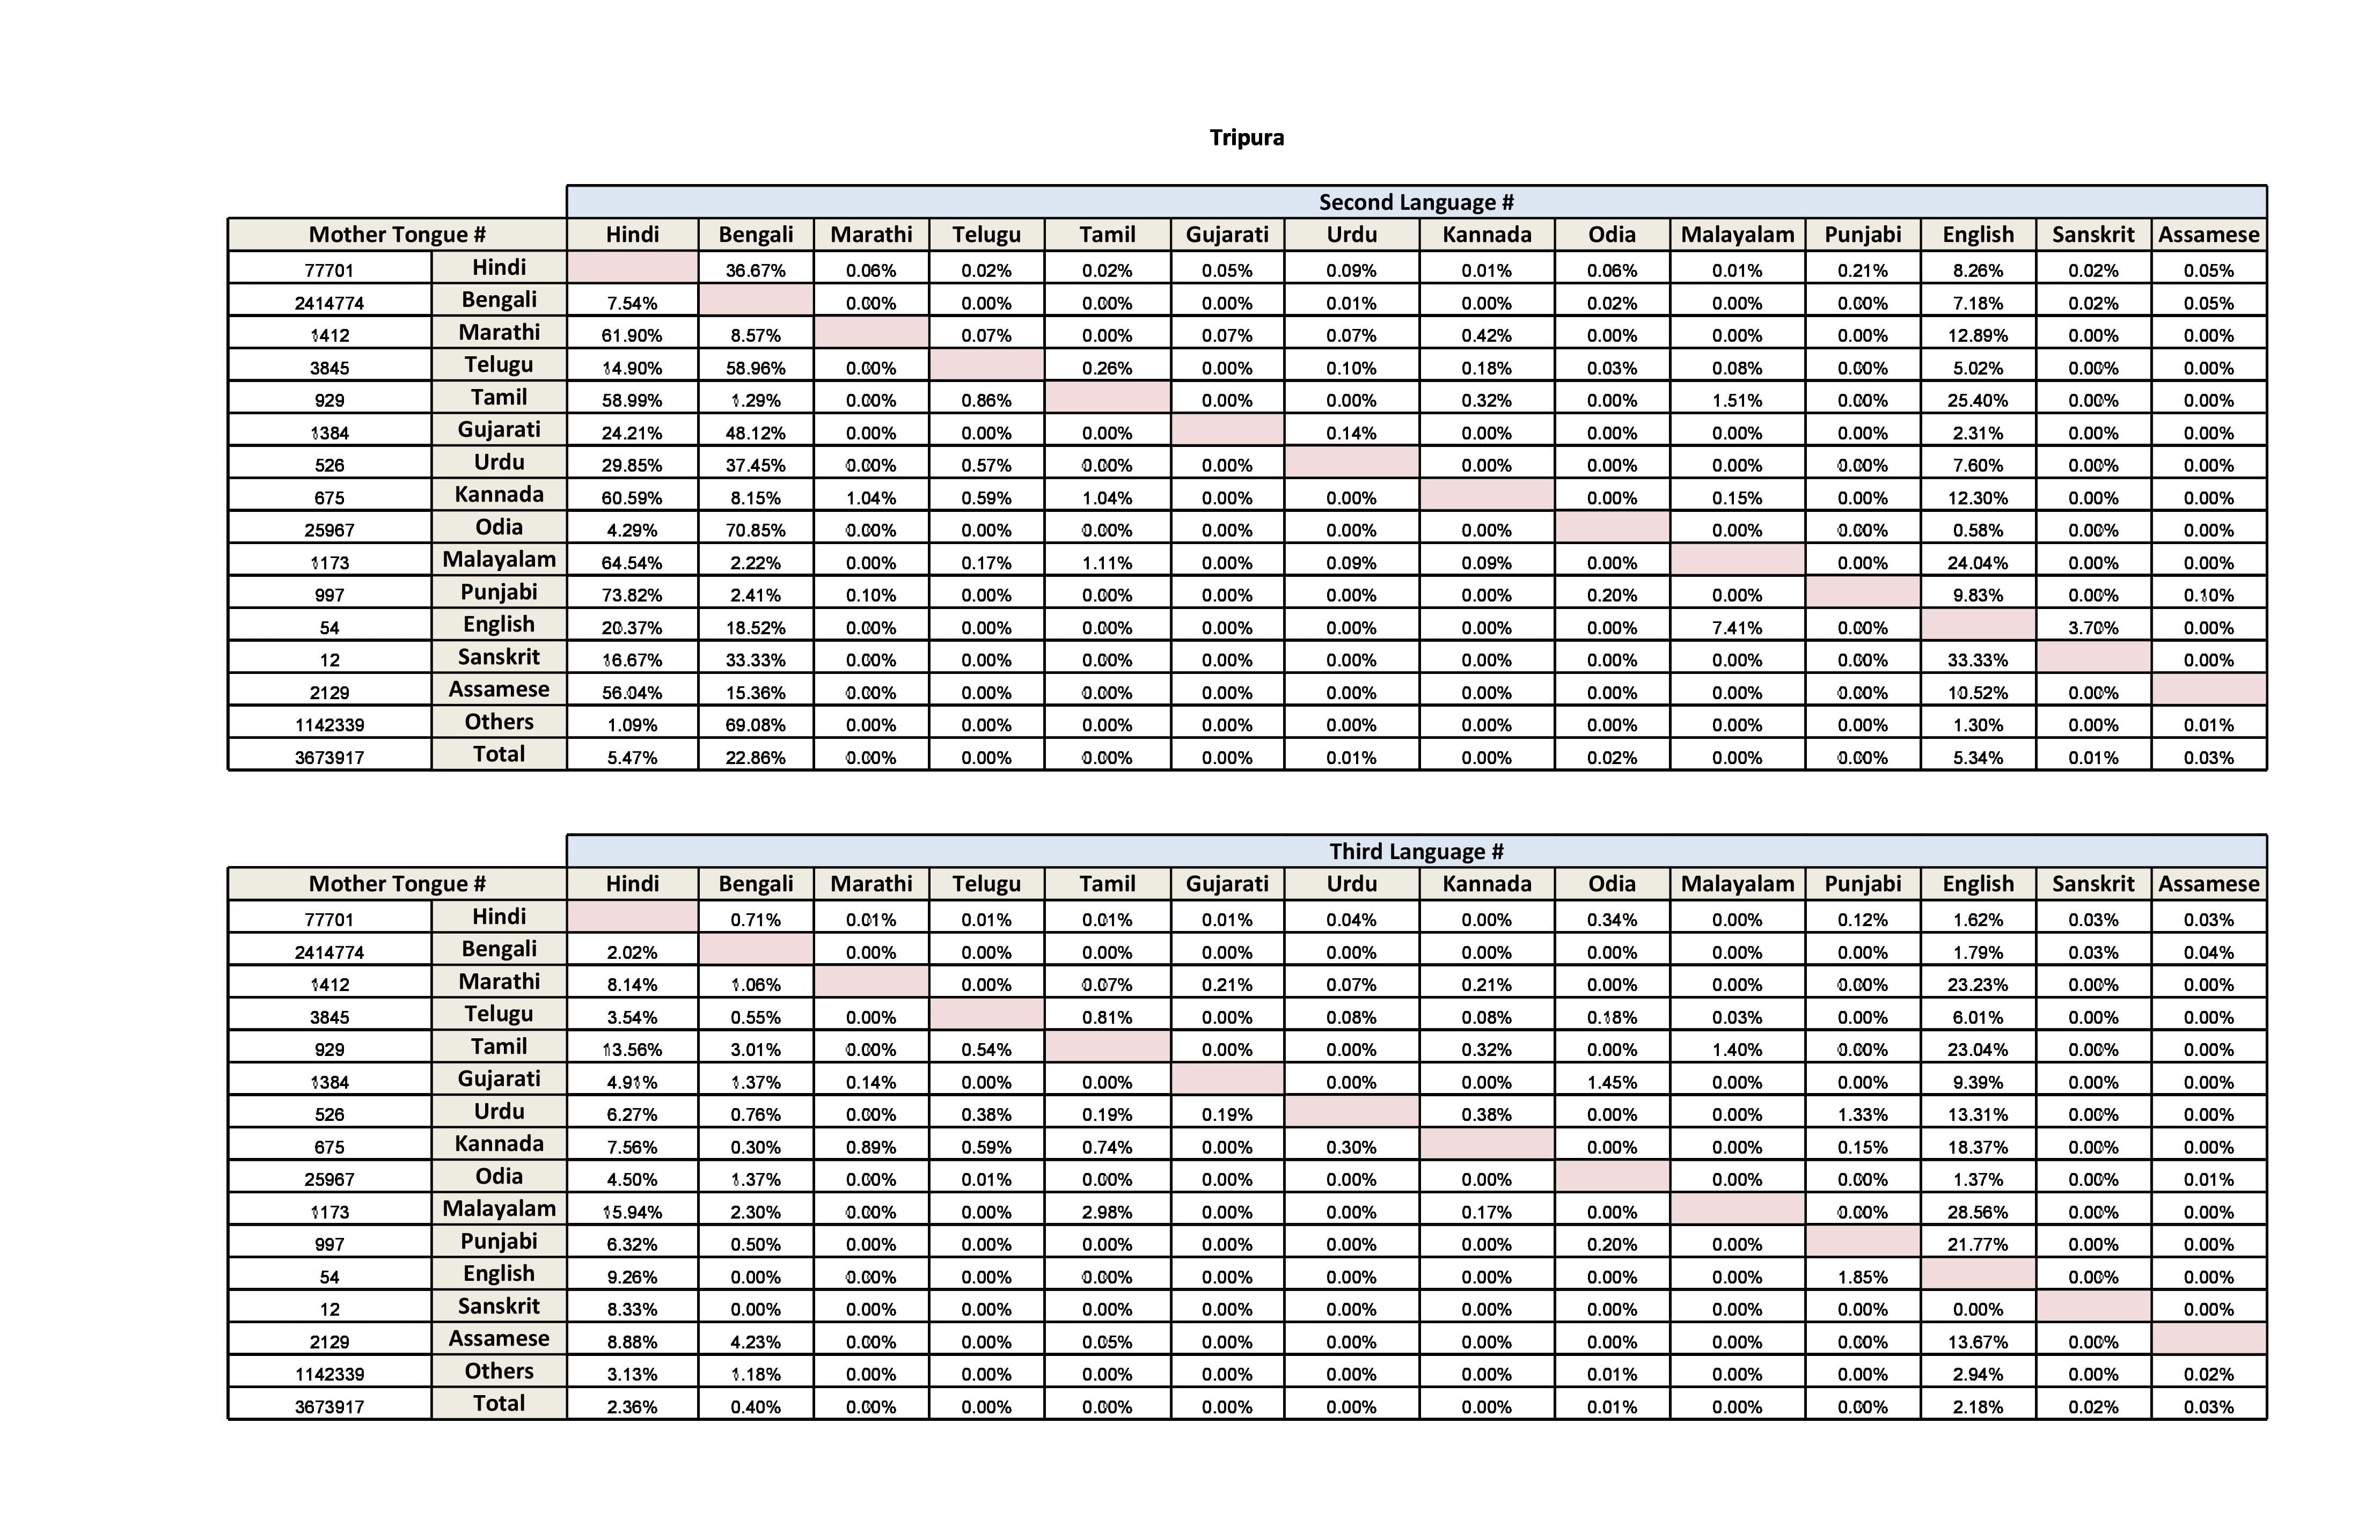 Tripura
Second Language #
Mother Tongue # Hindi Bengali Marathi Telugu Tamil Gujarati Urdu Kannada Odia Malayalam Punjabi English Sanskrit Assamese
77701 Hindi 36.67% 0.06% 0.02% 0.02% 0.05% 0.09% 0.01% 0.06% 0.01% 0.21% 8.26% 0.02% 0.05%
2414774 Bengali 7.54% 0.00% 0.00% 0.00% 0.00% 0.01% 0.00% 0.02% 0.00% 0.00% 7.18% 0.02% 0.05%
1412 Marathi 61.90% 8.57% 0.07% 0.00% 0.07% 0.07% 0.42% 0.00% 0.00% 0.00% 12.89% 0.00% 0.00%
3845 Telugu 14.90% 58.96% 0.00% 0.26% 0.00% 0.10% 0.18% 0.03% 0.08% 0.00% 5.02% 0.00% 0.00%
929 Tamil 58.99% 1.29% 0.00% 0.86% 0.00% 0.00% 0.32% 0.00% 1.51% 0.00% 25.40% 0.00% 0.00%
1384 Gujarati 24.21% 48.12% 0.00% 0.00% 0.00% 0.14% 0.00% 0.00% 0.00% 0.00% 2.31% 0.00% 0.00%
526 Urdu 29.85% 37.45% 0.00% 0.57% 0.00% 0.00% 0.00% 0.00% 0.00% 0.00% 7.60% 0.00% 0.00%
675 Kannada 60.59% 8.15% 1.04% 0.59% 1.04% 0.00% 0.00% 0.00% 0.15% 0.00% 12.30% 0.00% 0.00%
25967 Odia 4.29% 70.85% 0.00% 0.00% 0.00% 0.00% 0.00% 0.00% 0.00% 0.00% 0.58% 0.00% 0.00%
1173 Malayalam 64.54% 2.22% 0.00% 0.17% 1.11% 0.00% 0.09% 0.09% 0.00% 0.00% 24.04% 0.00% 0.00%
997 Punjabi 73.82% 2.41% 0.10% 0.00% 0.00% 0.00% 0.00% 0.00% 0.20% 0.00% 9.83% 0.00% 0.10%
54 English 20.37% 18.52% 0.00% 0.00% 0.00% 0.00% 0.00% 0.00% 0.00% 7.41% 0.00% 3.70% 0.00%
12 Sanskrit 16.67% 33.33% 0.00% 0.00% 0.00% 0.00% 0.00% 0.00% 0.00% 0.00% 0.00% 33.33% 0.00%
2129 Assamese 56.04% 15.36% 0.00% 0.00% 0.00% 0.00% 0.00% 0.00% 0.00% 0.00% 0.00% 10.52% 0.00%
1142339 Others 1.09% 69.08% 0.00% 0.00% 0.00% 0.00% 0.00% 0.00% 0.00% 0.00% 0.00% 1.30% 0.00% 0.01%
3673917 Total 5.47% 22.86% 0.00% 0.00% 0.00% 0.00% 0.01% 0.00% 0.02% 0.00% 0.00% 5.34% 0.01% 0.03%
Third Language #
Mother Tongue # Hindi Bengali Marathi Telugu Tamil Gujarati Urdu Kannada Odia Malayalam Punjabi English Sanskrit Assamese
77701 Hindi 0.71% 0.01% 0.01% 0.01% 0.01% 0.04% 0.00% 0.34% 0.00% 0.12% 1.62% 0.03% 0.03%
2414774 Bengali 2.02% 0.00% 0.00% 0.00% 0.00% 0.00% 0.00% 0.00% 0.00% 0.00% 1.79% 0.03% 0.04%
1412 Marathi 8.14% 1.06% 0.00% 0.07% 0.21% 0.07% 0.21% 0.00% 0.00% 0.00% 23.23% 0.00% 0.00%
3845 Telugu 3.54% 0.55% 0.00% 0.81% 0.00% 0.08% 0.08% 0.18% 0.03% 0.00% 6.01% 0.00% 0.00%
929 Tamil 13.56% 3.01% 0.00% 0.54% 0.00% 0.00% 0.32% 0.00% 1.40% 0.00% 23.04% 0.00% 0.00%
1384 Gujarati 4.91% 1.37% 0.14% 0.00% 0.00% 0.00% 0.00% 1.45% 0.00% 0.00% 9.39% 0.00% 0.00%
526 Urdu 6.27% 0.76% 0.00% 0.38% 0.19% 0.19% 0.38% 0.00% 0.00% 1.33% 13.31% 0.00% 0.00%
675 Kannada 7.56% 0.30% 0.89% 0.59% 0.74% 0.00% 0.30% 0.00% 0.00% 0.15% 18.37% 0.00% 0.00%
25967 Odia 4.50% 1.37% 0.00% 0.01% 0.00% 0.00% 0.00% 0.00% 0.00% 0.00% 1.37% 0.00% 0.01%
1173 Malayalam 15.94% 2.30% 0.00% 0.00% 2.98% 0.00% 0.00% 0.17% 0.00% 0.00% 28.56% 0.00% 0.00%
997 Punjabi 6.32% 0.50% 0.00% 0.00% 0.00% 0.00% 0.00% 0.00% 0.20% 0.00% 21.77% 0.00% 0.00%
54 English 9.26% 0.00% 0.00% 0.00% 0.00% 0.00% 0.00% 0.00% 0.00% 0.00% 1.85% 0.00% 0.00%
12 Sanskrit 8.33% 0.00% 0.00% 0.00% 0.00% 0.00% 0.00% 0.00% 0.00% 0.00% 0.00% 0.00% 0.00%
2129 Assamese 8.88% 4.23% 0.00% 0.00% 0.05% 0.00% 0.00% 0.00% 0.00% 0.00% 0.00% 13.67% 0.00%
1142339 Others 3.13% 1.18% 0.00% 0.00% 0.00% 0.00% 0.00% 0.00% 0.01% 0.00% 0.00% 2.94% 0.00% 0.02%
3673917 Total 2.36% 0.40% 0.00% 0.00% 0.00% 0.00% 0.00% 0.00% 0.01% 0.00% 0.00% 2.18% 0.02% 0.03%